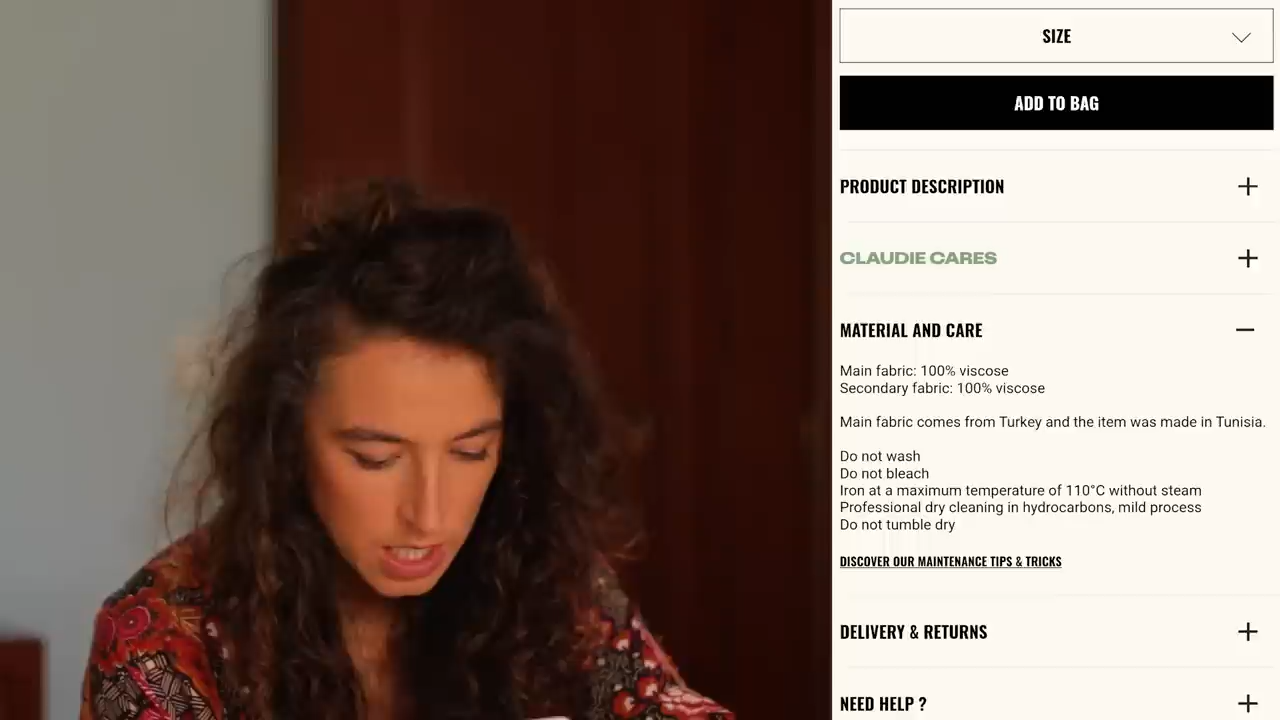 SIZE
ADD TO BAG
PRODUCT DESCRIPTION
CLAUDIE CARES
MATERIAL AND CARE
Main fabric: 100% viscose
Secondary fabric: 100% viscose
Main fabric comes from Turkey and the item was made in Tunisia.
Do not wash
Do not bleach
Iron at a maximum temperature of 110°C without steam
Professional dry cleaning in hydrocarbons, mild process
Do not tumble dry
DISCOVER OUR MAINTENANCE TIPS & TRICKS
DELIVERY & RETURNS
NEED HELP ?